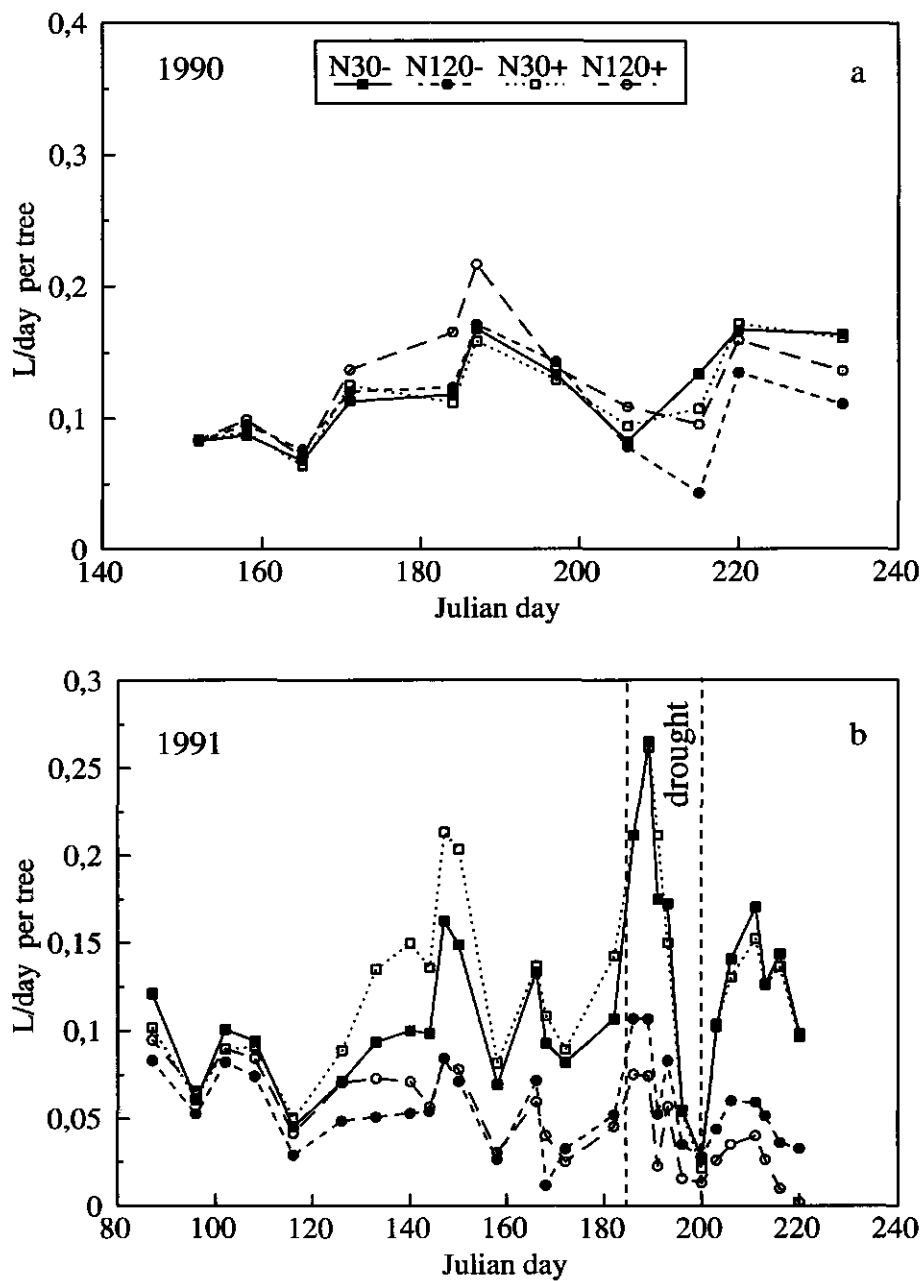 0,4
1990
N30- N120- N30+ N120+
a
0,3
0,2
0,1
0
L/day per tree
140 160 180 200 220 240
Julian day
0,3
1991
drought
b
0,25
0,2
0,15
0,1
0,05
0
L/day per tree
80 100 120 140 160 180 200 220 240
Julian day